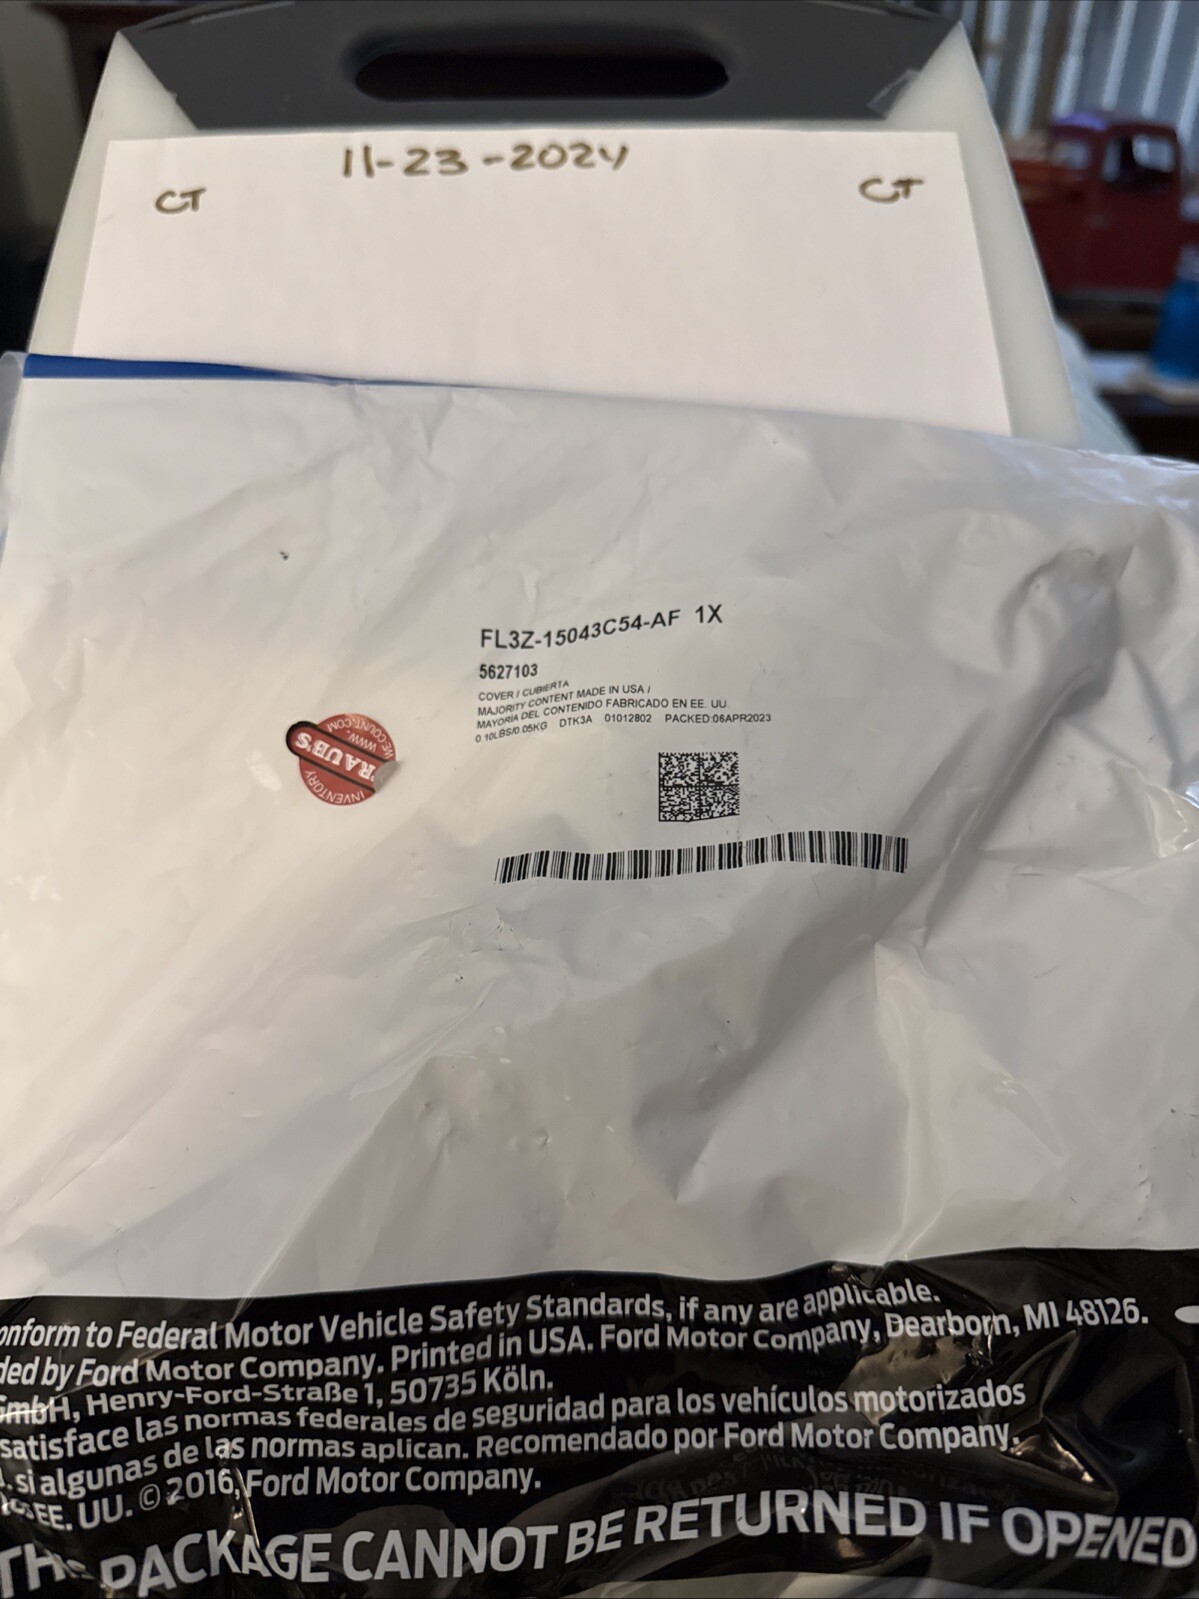 11-23-2024
CT CT
FL3Z-15043C54-AF 1X
5627103
COVER / CUBIERTA
MAJORITY CONTENT MADE IN USA /
MAYORÍA DEL CONTENIDO FABRICADO EN EE. UU.
0.10LBS/0.05KG DTK3A 01012802 PACKED:06APR2023
INVENTORY
RAUB'S
WWW.
WE-COUNT.COM
onform to Federal Motor Vehicle Safety Standards, if any are applicable.
ded by Ford Motor Company. Printed in USA. Ford Motor Company, Dearborn, MI 48126.
GmbH, Henry-Ford-Straße 1, 50735 Köln.
satisface las normas federales de seguridad para los vehículos motorizados
si algunas de las normas aplican. Recomendado por Ford Motor Company.
EE. UU. © 2016, Ford Motor Company.
THIS PACKAGE CANNOT BE RETURNED IF OPENED